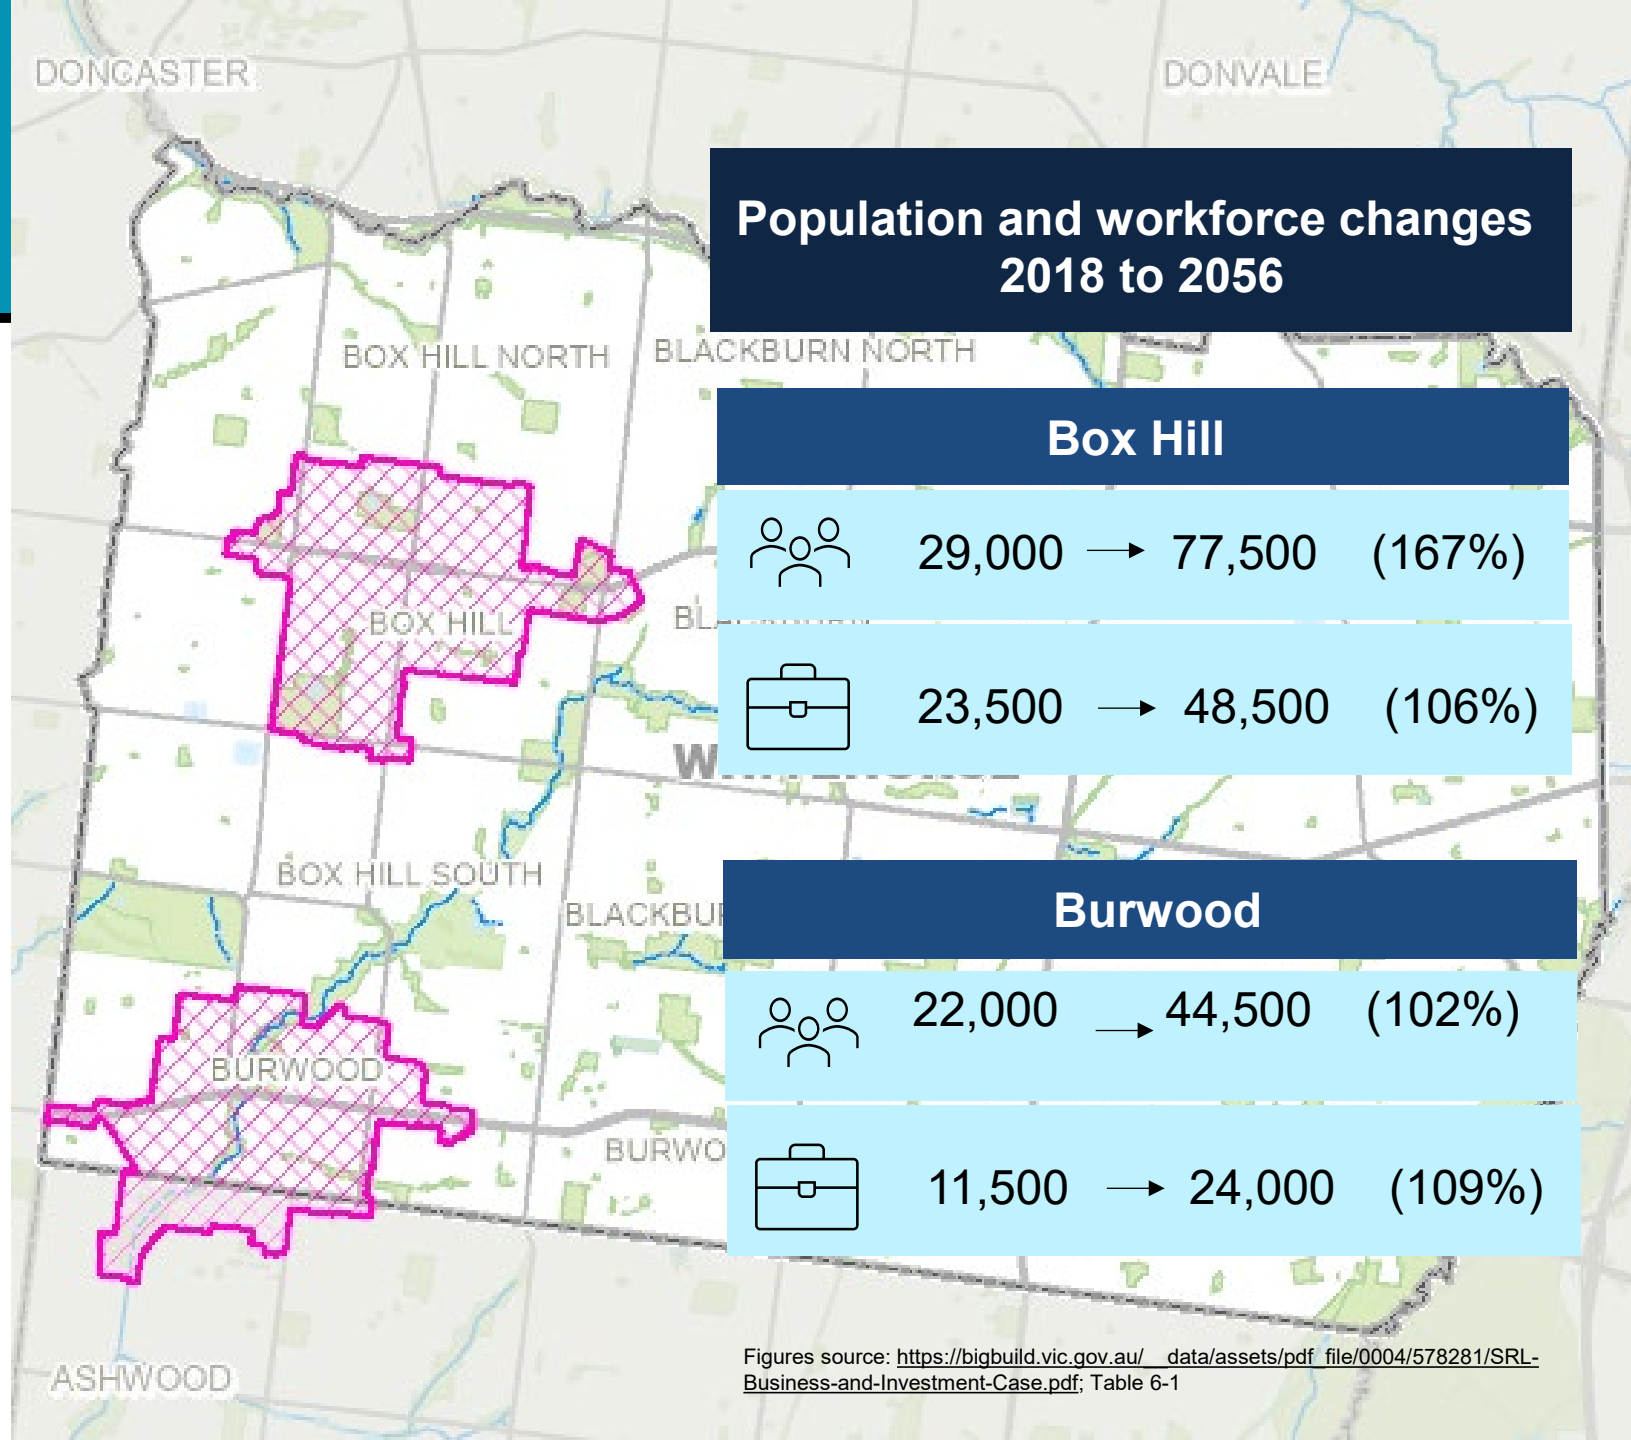 DONCASTER
DONVALE
Population and workforce changes
2018 to 2056
BOX HILL NORTH
BLACKBURN NORTH
Box Hill
29,000 → 77,500 (167%)
BOX HILL
23,500 → 48,500 (106%)
BOX HILL SOUTH
Burwood
22,000 → 44,500 (102%)
BURWOOD
11,500 → 24,000 (109%)
Figures source: https://bigbuild.vic.gov.au/__data/assets/pdf_file/0004/578281/SRL-
Business-and-Investment-Case.pdf; Table 6-1
ASHWOOD